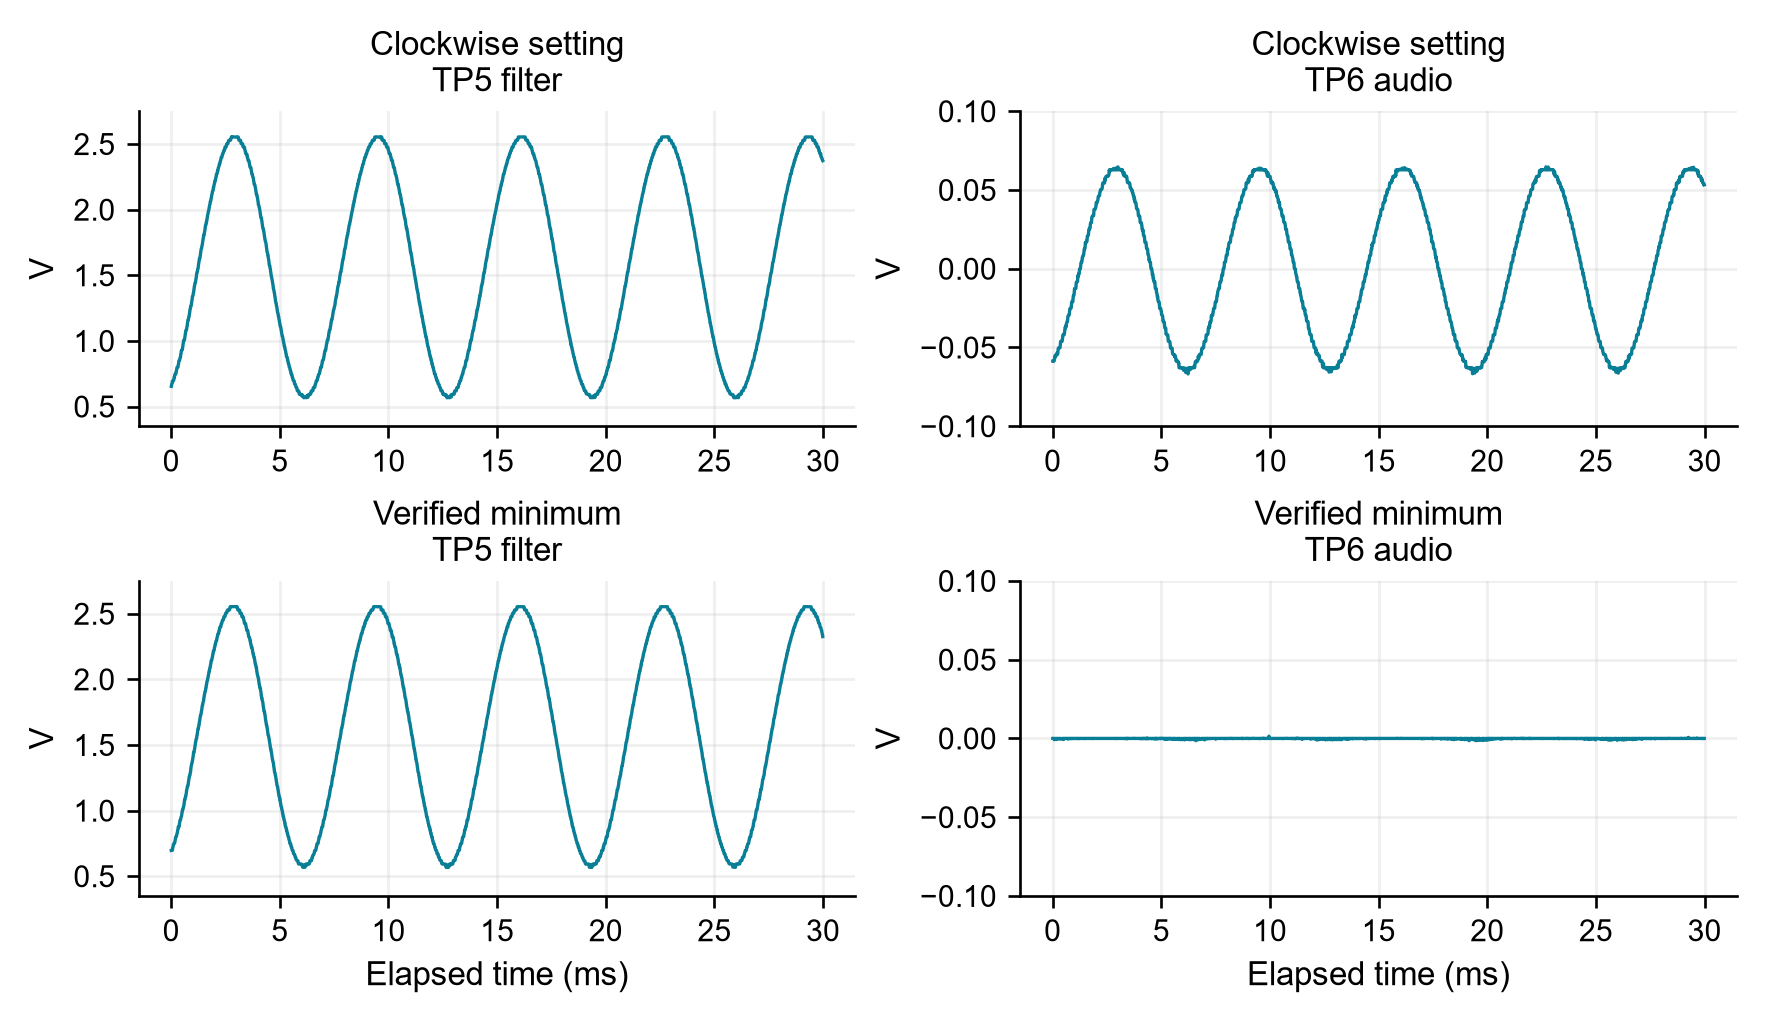 Clockwise setting
TP5 filter
V
2.5
2.0
1.5
1.0
0.5
0 5 10 15 20 25 30
Clockwise setting
TP6 audio
V
0.10
0.05
0.00
−0.05
−0.10
0 5 10 15 20 25 30
Verified minimum
TP5 filter
V
2.5
2.0
1.5
1.0
0.5
0 5 10 15 20 25 30
Elapsed time (ms)
Verified minimum
TP6 audio
V
0.10
0.05
0.00
−0.05
−0.10
0 5 10 15 20 25 30
Elapsed time (ms)